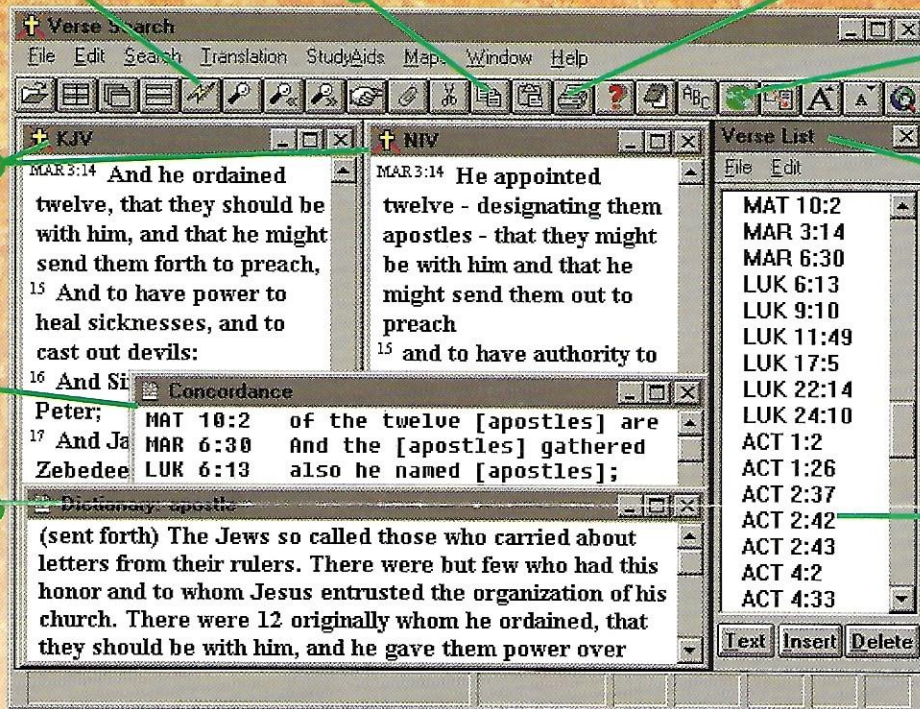 Verse Search
File Edit Search Translation StudyAids Maps Window Help
ABC A A
KJV
MAR 3:14 And he ordained
twelve, that they should be
with him, and that he might
send them forth to preach,
15 And to have power to
heal sicknesses, and to
cast out devils:
16 And Si
Peter;
17 And Ja
Zebedee
NIV
MAR 3:14 He appointed
twelve - designating them
apostles - that they might
be with him and that he
might send them out to
preach
15 and to have authority to
Concordance
MAT 10:2 of the twelve [apostles] are
MAR 6:30 And the [apostles] gathered
LUK 6:13 also he named [apostles];
Dictionary: apostle
(sent forth) The Jews so called those who carried about
letters from their rulers. There were but few who had this
honor and to whom Jesus entrusted the organization of his
church. There were 12 originally whom he ordained, that
they should be with him, and he gave them power over
Verse List
File Edit
MAT 10:2
MAR 3:14
MAR 6:30
LUK 6:13
LUK 9:10
LUK 11:49
LUK 17:5
LUK 22:14
LUK 24:10
ACT 1:2
ACT 1:26
ACT 2:37
ACT 2:42
ACT 2:43
ACT 4:2
ACT 4:33
Text Insert Delete